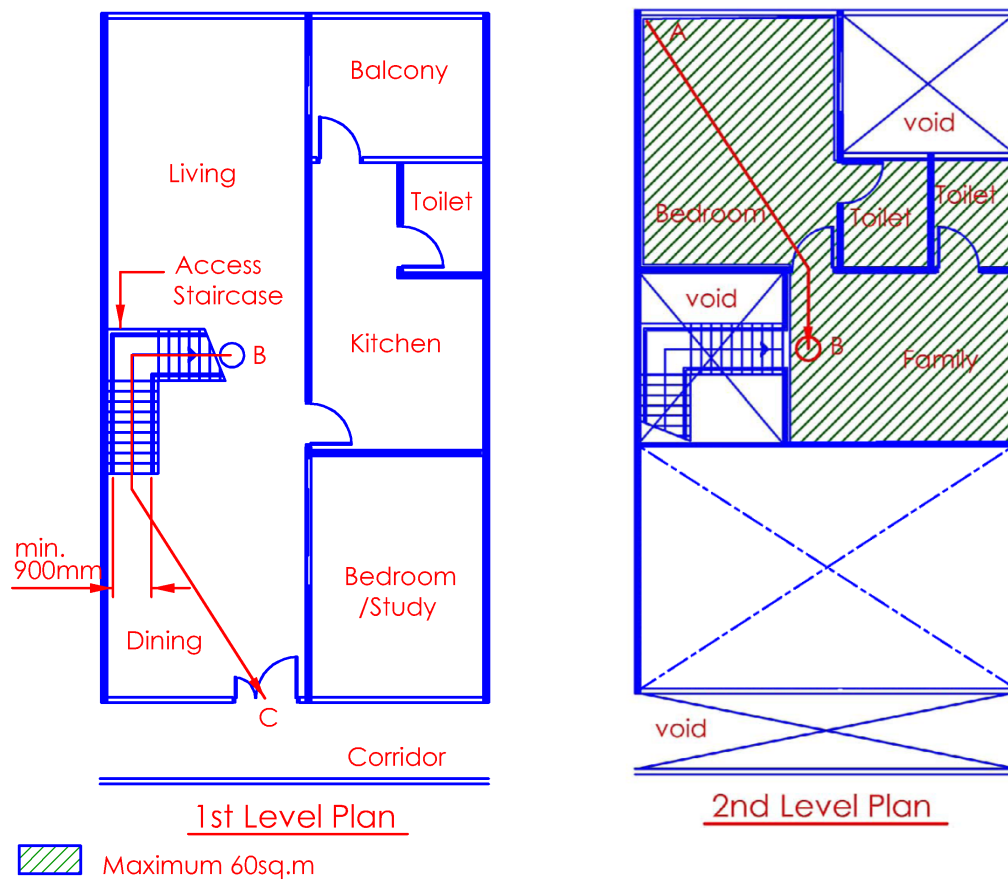 Balcony
Living
Toilet
Access
Staircase
B
Kitchen
min.
900mm
Bedroom
/Study
Dining
C
Corridor
1st Level Plan
Maximum 60sq.m
A
void
Toilet
Bedroom
Toilet
void
B
Family
void
2nd Level Plan